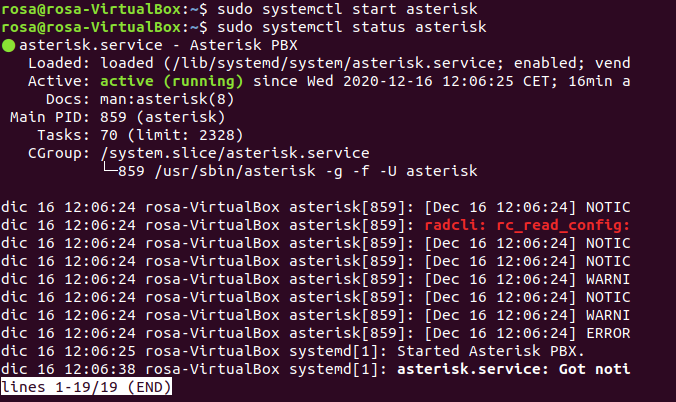 rosa@rosa-VirtualBox:~$ sudo systemctl start asterisk
rosa@rosa-VirtualBox:~$ sudo systemctl status asterisk
● asterisk.service - Asterisk PBX
   Loaded: loaded (/lib/systemd/system/asterisk.service; enabled; vend
   Active: active (running) since Wed 2020-12-16 12:06:25 CET; 16min a
     Docs: man:asterisk(8)
 Main PID: 859 (asterisk)
    Tasks: 70 (limit: 2328)
   CGroup: /system.slice/asterisk.service
           └─859 /usr/sbin/asterisk -g -f -U asterisk
dic 16 12:06:24 rosa-VirtualBox asterisk[859]: [Dec 16 12:06:24] NOTIC
dic 16 12:06:24 rosa-VirtualBox asterisk[859]: radcli: rc_read_config:
dic 16 12:06:24 rosa-VirtualBox asterisk[859]: [Dec 16 12:06:24] NOTIC
dic 16 12:06:24 rosa-VirtualBox asterisk[859]: [Dec 16 12:06:24] NOTIC
dic 16 12:06:24 rosa-VirtualBox asterisk[859]: [Dec 16 12:06:24] WARNI
dic 16 12:06:24 rosa-VirtualBox asterisk[859]: [Dec 16 12:06:24] NOTIC
dic 16 12:06:24 rosa-VirtualBox asterisk[859]: [Dec 16 12:06:24] WARNI
dic 16 12:06:24 rosa-VirtualBox asterisk[859]: [Dec 16 12:06:24] ERROR
dic 16 12:06:25 rosa-VirtualBox systemd[1]: Started Asterisk PBX.
dic 16 12:06:38 rosa-VirtualBox systemd[1]: asterisk.service: Got noti
lines 1-19/19 (END)